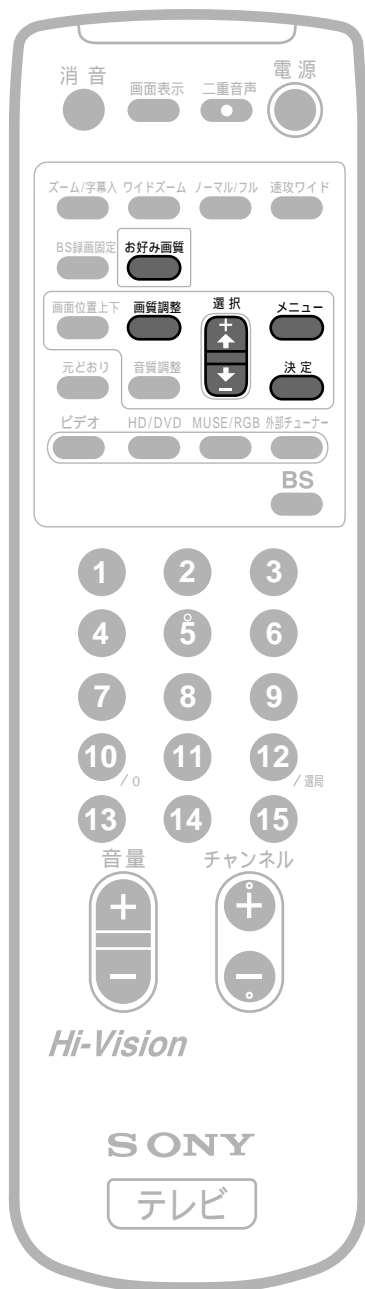 消音 画面表示 二重音声 電源
ズーム/字幕入 ワイドズーム ノーマル/フル 速攻ワイド
BS録画固定 お好み画質
画面位置上下 画質調整 選択 メニュー
+
元どおり 音質調整 決定
−
ビデオ HD/DVD MUSE/RGB 外部チューナー
BS
1 2 3
4 5 6
7 8 9
10/0 11 12/選局
13 14 15
音量 チャンネル
+ +
− −
Hi-Vision
SONY
テレビ